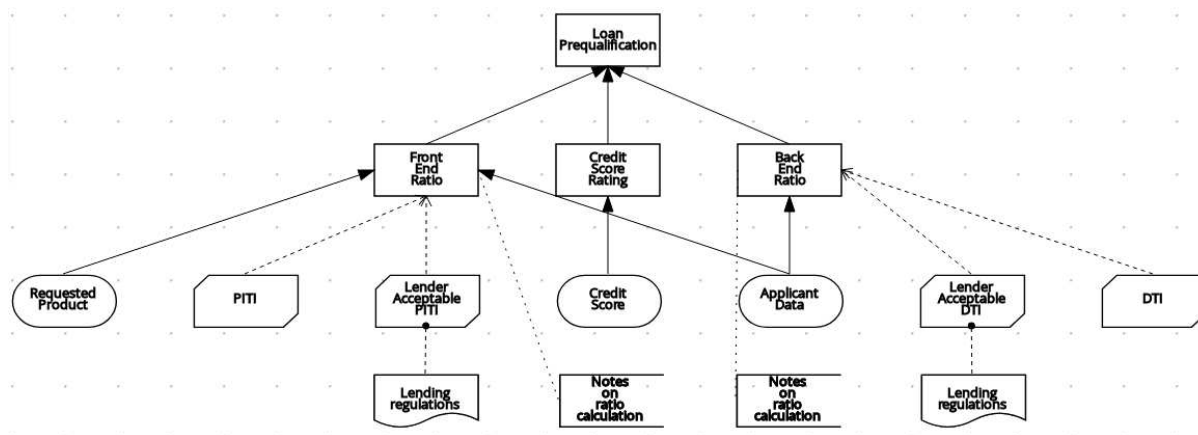 Loan
Prequalification
Front
End
Ratio
Credit
Score
Rating
Back
End
Ratio
Requested
Product
PITI
Lender
Acceptable
PITI
Credit
Score
Applicant
Data
Lender
Acceptable
DTI
DTI
Lending
regulations
Notes
on
ratio
calculation
Notes
on
ratio
calculation
Lending
regulations